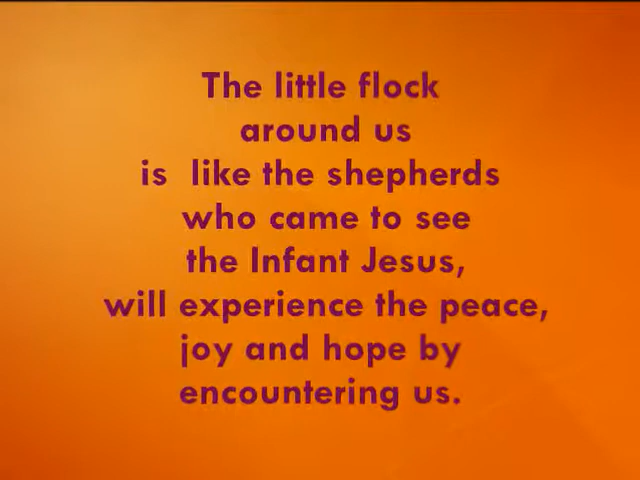 The little flock
around us
is  like the shepherds
who came to see
the Infant Jesus,
will experience the peace,
joy and hope by
encountering us.